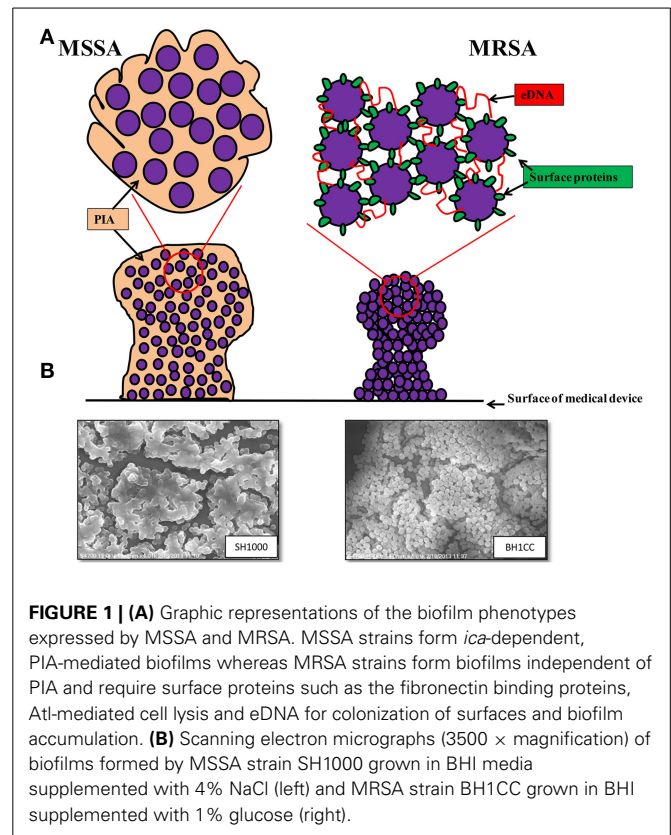 A
MSSA
MRSA
eDNA
Surface proteins
PIA
B
Surface of medical device
SH1000
BH1CC
FIGURE 1 | (A) Graphic representations of the biofilm phenotypes
expressed by MSSA and MRSA. MSSA strains form ica-dependent,
PIA-mediated biofilms whereas MRSA strains form biofilms independent of
PIA and require surface proteins such as the fibronectin binding proteins,
Atl-mediated cell lysis and eDNA for colonization of surfaces and biofilm
accumulation. (B) Scanning electron micrographs (3500 × magnification) of
biofilms formed by MSSA strain SH1000 grown in BHI media
supplemented with 4% NaCl (left) and MRSA strain BH1CC grown in BHI
supplemented with 1% glucose (right).